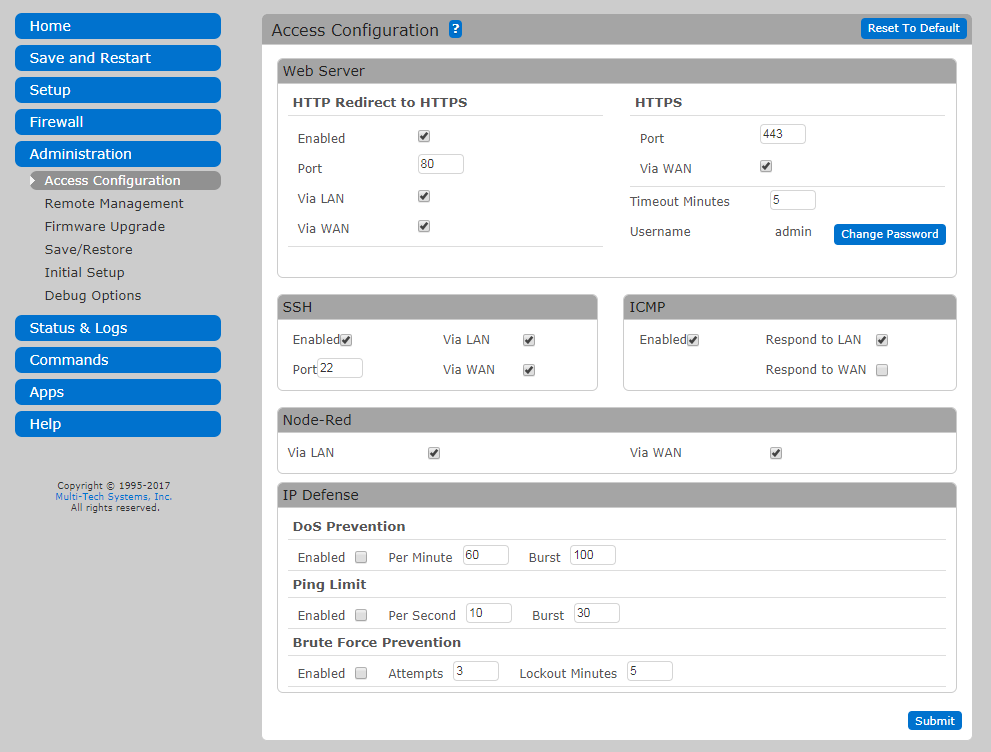 Home
Save and Restart
Setup
Firewall
Administration
Access Configuration
Remote Management
Firmware Upgrade
Save/Restore
Initial Setup
Debug Options
Status & Logs
Commands
Apps
Help
Copyright © 1995-2017
Multi-Tech Systems, Inc.
All rights reserved.
Access Configuration ? Reset To Default
Web Server
HTTP Redirect to HTTPS
Enabled
Port 80
Via LAN
Via WAN
HTTPS
Port 443
Via WAN
Timeout Minutes 5
Username admin Change Password
SSH
Enabled Via LAN
Port 22 Via WAN
ICMP
Enabled Respond to LAN
Respond to WAN
Node-Red
Via LAN Via WAN
IP Defense
DoS Prevention
Enabled Per Minute 60 Burst 100
Ping Limit
Enabled Per Second 10 Burst 30
Brute Force Prevention
Enabled Attempts 3 Lockout Minutes 5
Submit